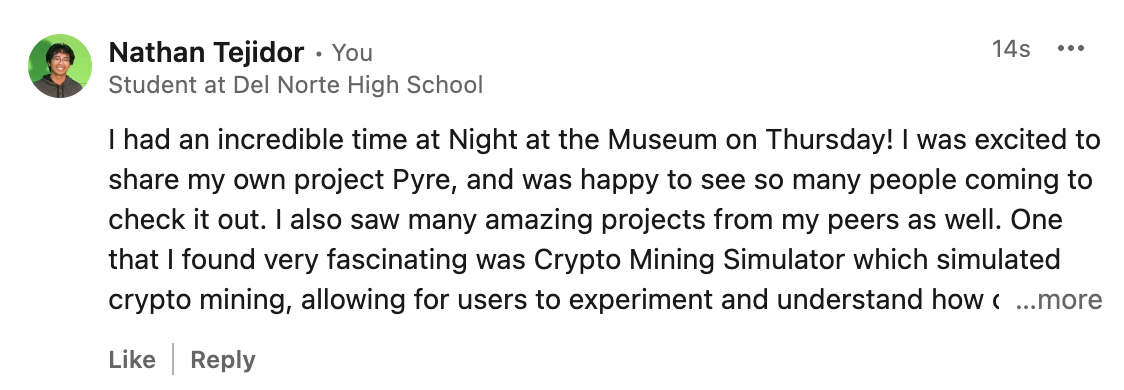 Nathan Tejidor • You
14s •••
Student at Del Norte High School
I had an incredible time at Night at the Museum on Thursday! I was excited to
share my own project Pyre, and was happy to see so many people coming to
check it out. I also saw many amazing projects from my peers as well. One
that I found very fascinating was Crypto Mining Simulator which simulated
crypto mining, allowing for users to experiment and understand how ...more
Like | Reply